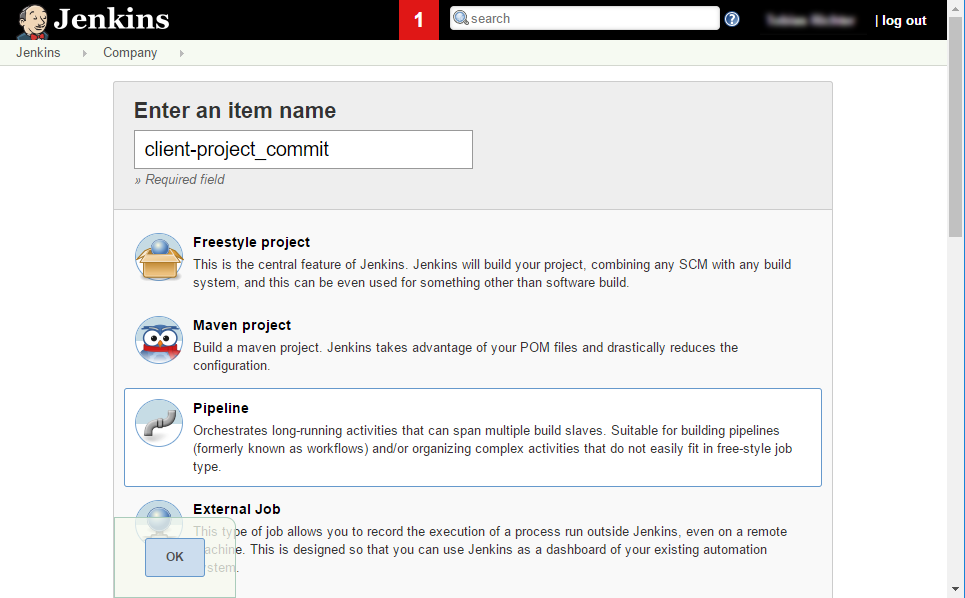 Jenkins
1
search
?
| log out
Jenkins
Company
Enter an item name
client-project_commit
» Required field
Freestyle project
This is the central feature of Jenkins. Jenkins will build your project, combining any SCM with any build
system, and this can be even used for something other than software build.
Maven project
Build a maven project. Jenkins takes advantage of your POM files and drastically reduces the
configuration.
Pipeline
Orchestrates long-running activities that can span multiple build slaves. Suitable for building pipelines
(formerly known as workflows) and/or organizing complex activities that do not easily fit in free-style job
type.
External Job
This type of job allows you to record the execution of a process run outside Jenkins, even on a remote
machine. This is designed so that you can use Jenkins as a dashboard of your existing automation
system.
OK